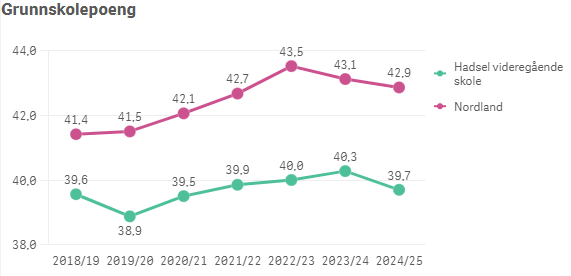 Grunnskolepoeng
44,0
42,0
40,0
38,0
41,4 41,5 42,1 42,7 43,5 43,1 42,9
39,6 38,9 39,5 39,9 40,0 40,3 39,7
2018/19 2019/20 2020/21 2021/22 2022/23 2023/24 2024/25
Hadsel videregående
skole
Nordland